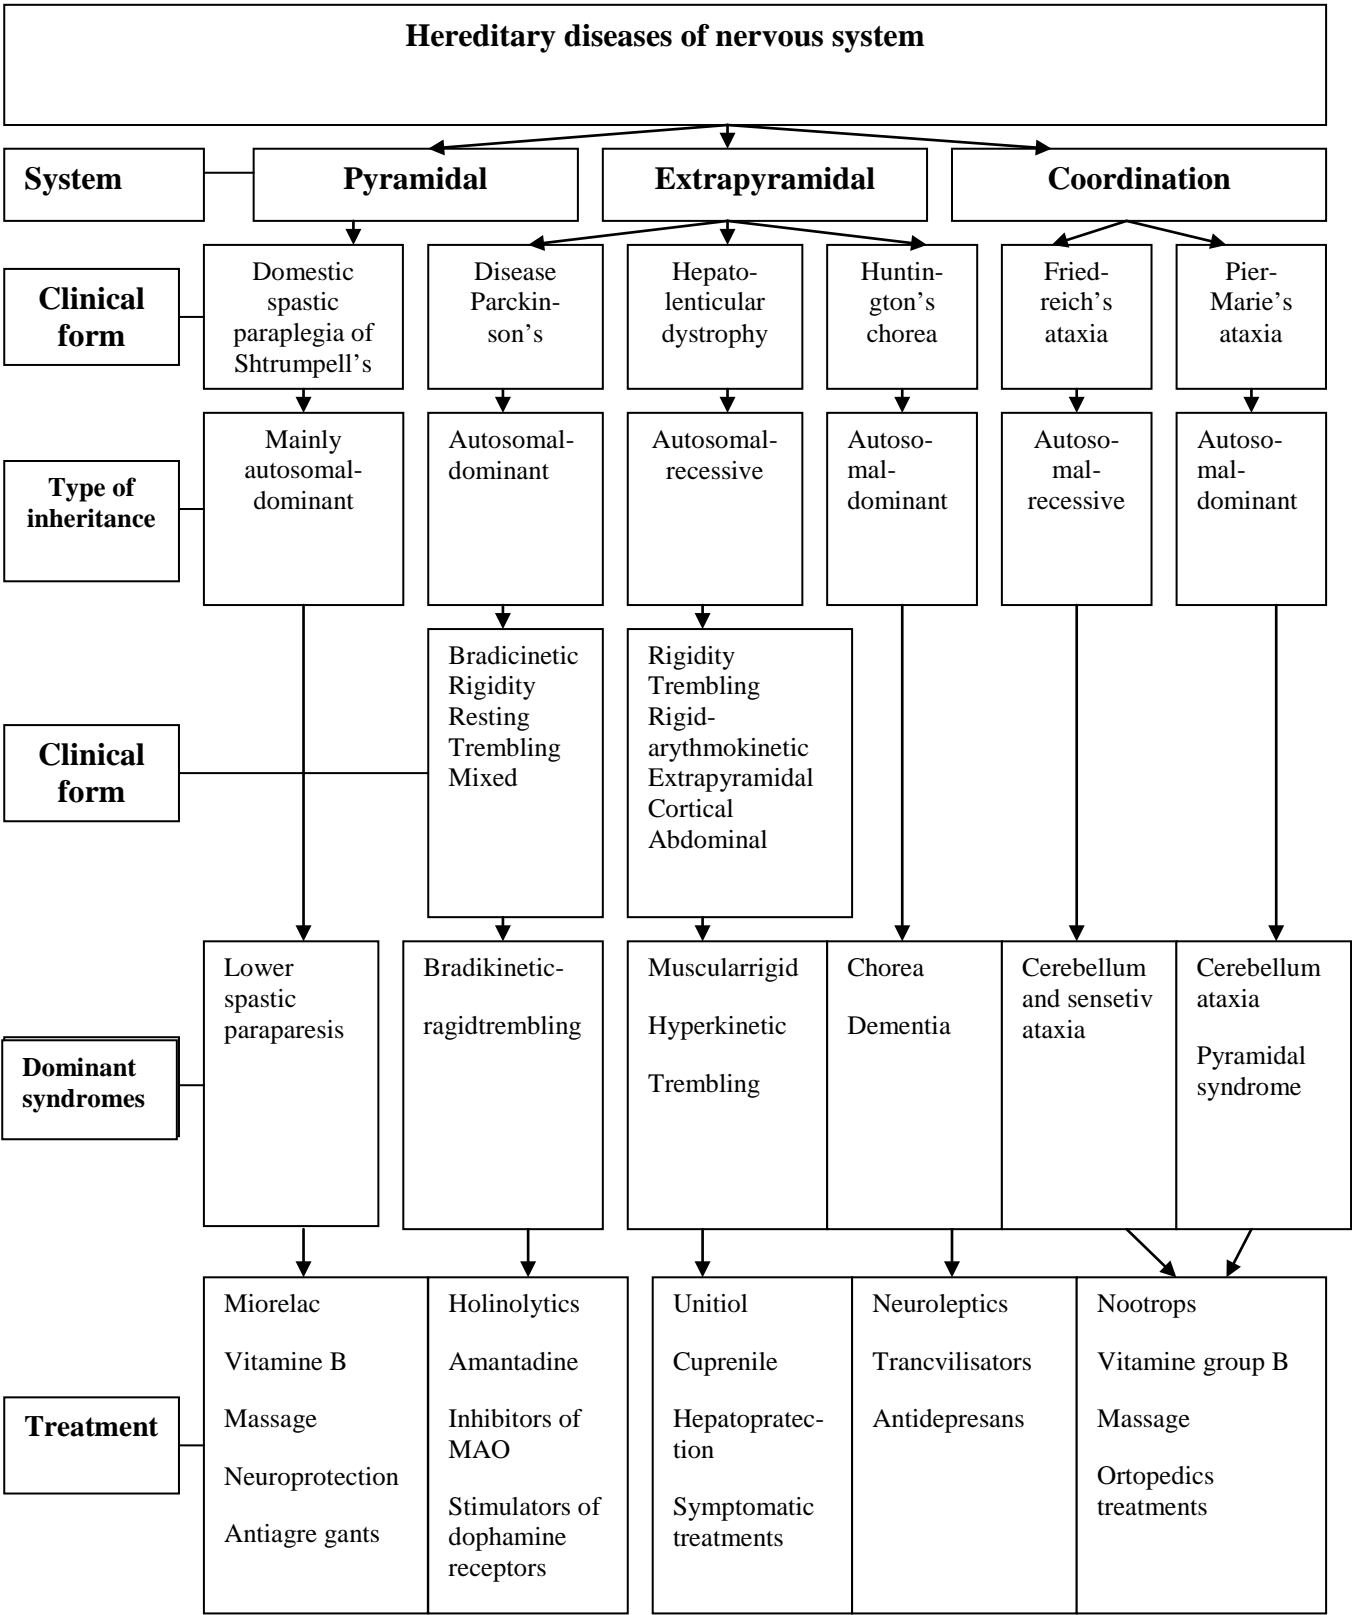 Hereditary diseases of nervous system
System
Pyramidal
Extrapyramidal
Coordination
Clinical
form
Domestic
spastic
paraplegia of
Shtrumpell’s
Disease
Parckin-
son’s
Hepato-
lenticular
dystrophy
Huntin-
gton’s
chorea
Fried-
reich’s
ataxia
Pier-
Marie’s
ataxia
Type of
inheritance
Mainly
autosomal-
dominant
Autosomal-
dominant
Autosomal-
recessive
Autoso-
mal-
dominant
Autoso-
mal-
recessive
Autoso-
mal-
dominant
Clinical
form
Bradicinetic
Rigidity
Resting
Trembling
Mixed
Rigidity
Trembling
Rigid-
arythmokinetic
Extrapyramidal
Cortical
Abdominal
Dominant
syndromes
Lower
spastic
paraparesis
Bradikinetic-
ragidtrembling
Muscularrigid
Hyperkinetic
Trembling
Chorea
Dementia
Cerebellum
and sensetiv
ataxia
Cerebellum
ataxia
Pyramidal
syndrome
Treatment
Miorelac
Vitamine B
Massage
Neuroprotection
Antiagre gants
Holinolytics
Amantadine
Inhibitors of
MAO
Stimulators of
dophamine
receptors
Unitiol
Cuprenile
Hepatopratec-
tion
Symptomatic
treatments
Neuroleptics
Trancvilisators
Antidepresans
Nootrops
Vitamine group B
Massage
Ortopedics
treatments